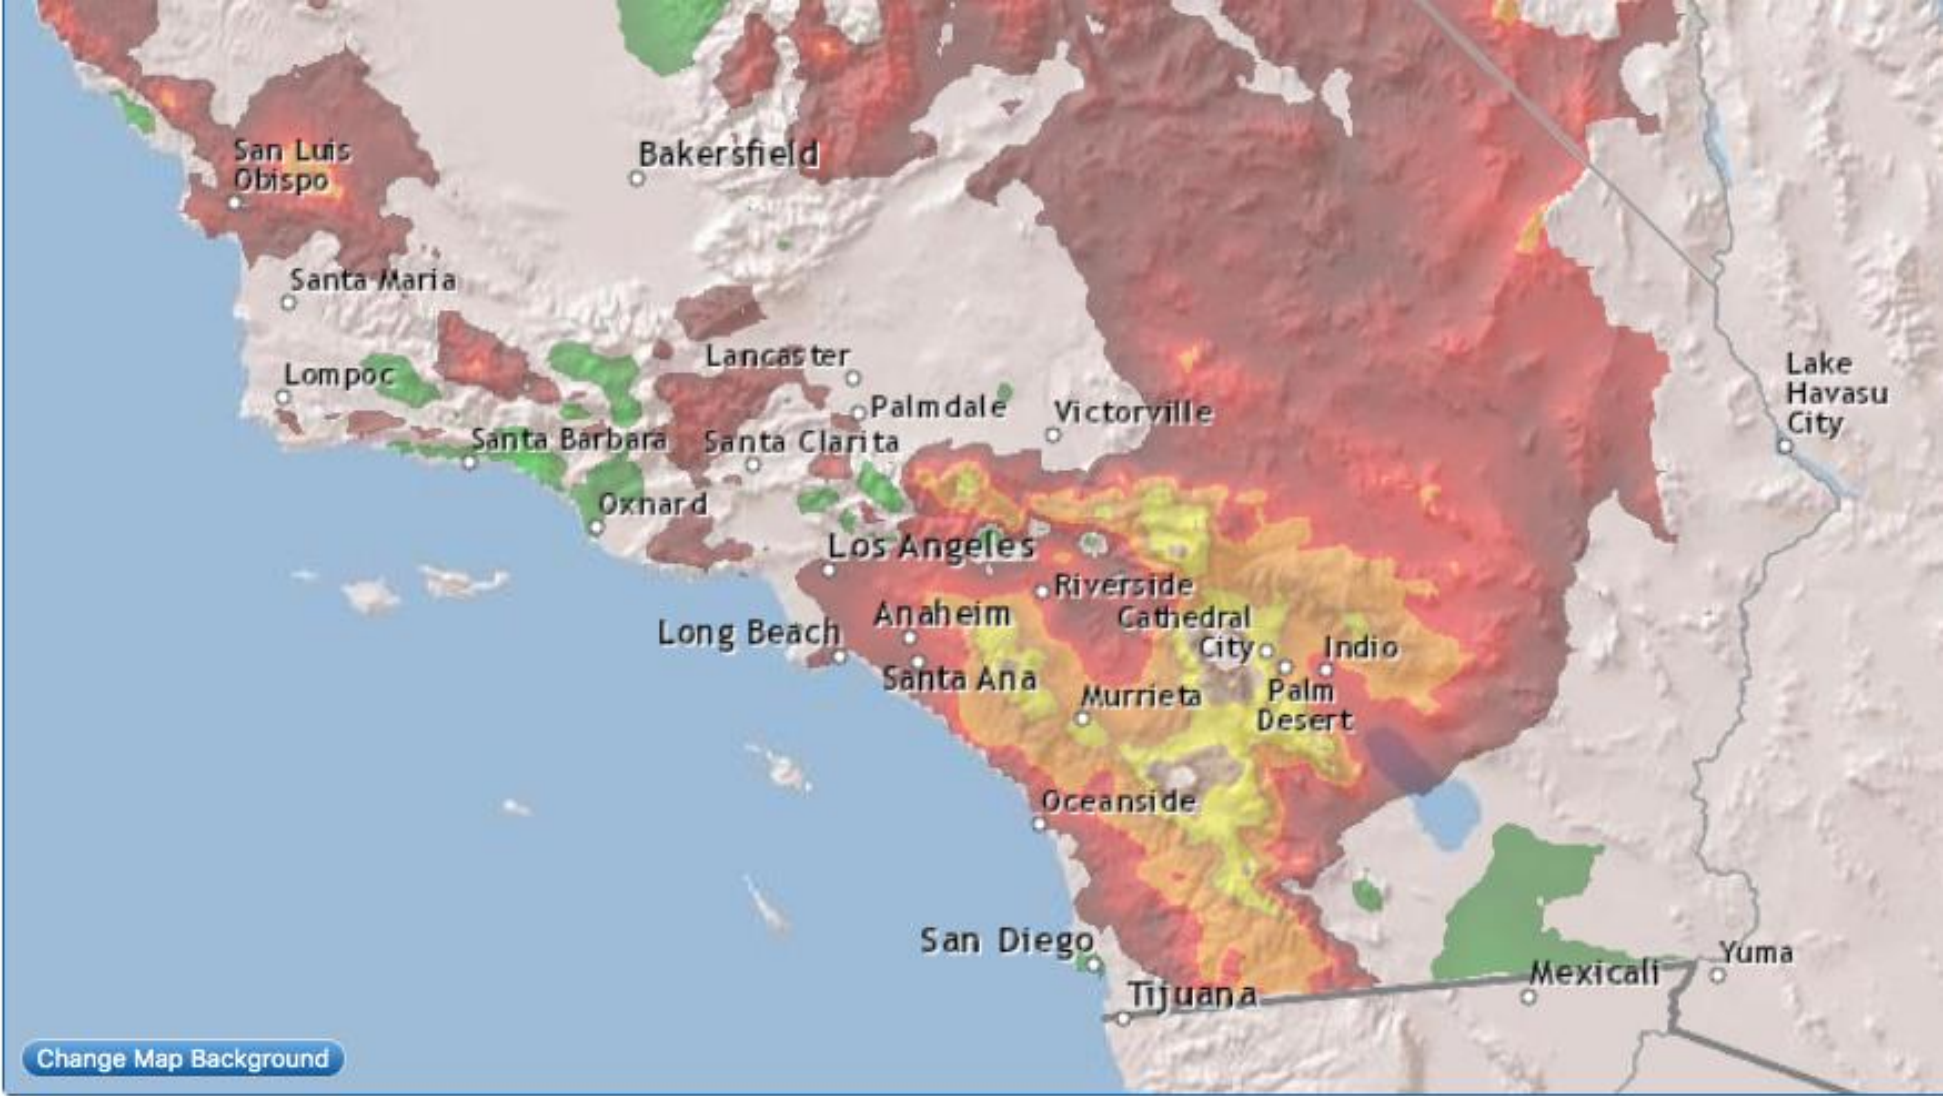 San Luis
Obispo
Bakersfield
Santa Maria
Lompoc
Lancaster
Palmdale
Victorville
Lake
Havasu
City
Santa Barbara
Santa Clarita
Oxnard
Los Angeles
Riverside
Anaheim
Cathedral
City
Long Beach
Indio
Santa Ana
Murrieta
Palm
Desert
Oceanside
San Diego
Yuma
Mexicali
Tijuana
Change Map Background